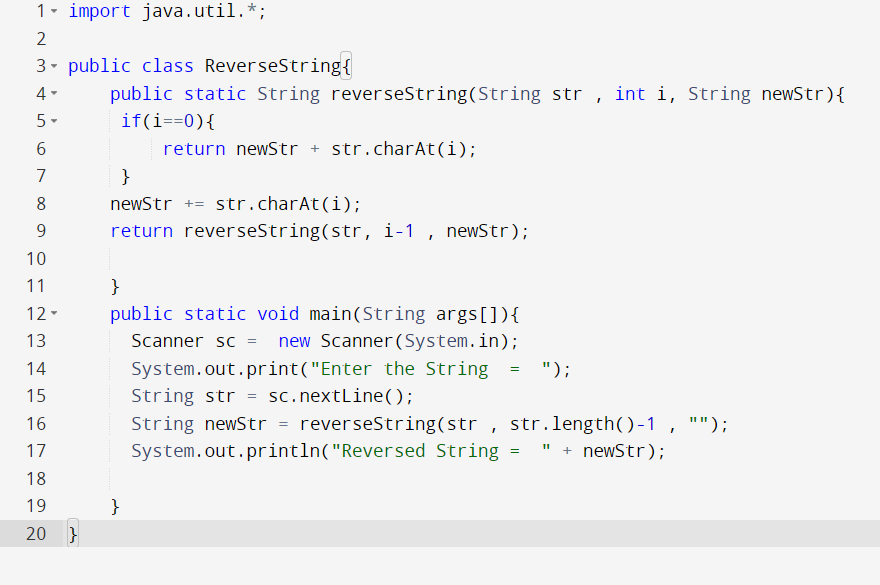 1 import java.util.*;
2
3 public class ReverseString{
4     public static String reverseString(String str , int i, String newStr){
5      if(i==0){
6          return newStr + str.charAt(i);
7      }
8     newStr += str.charAt(i);
9     return reverseString(str, i-1 , newStr);
10
11     }
12     public static void main(String args[]){
13       Scanner sc =  new Scanner(System.in);
14       System.out.print("Enter the String  =  ");
15       String str = sc.nextLine();
16       String newStr = reverseString(str , str.length()-1 , "");
17       System.out.println("Reversed String =  " + newStr);
18
19     }
20 }